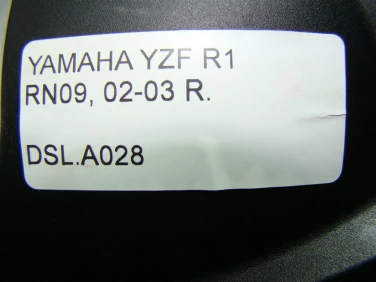 YAMAHA YZF R1
RN09, 02-03 R.
DSL.A028